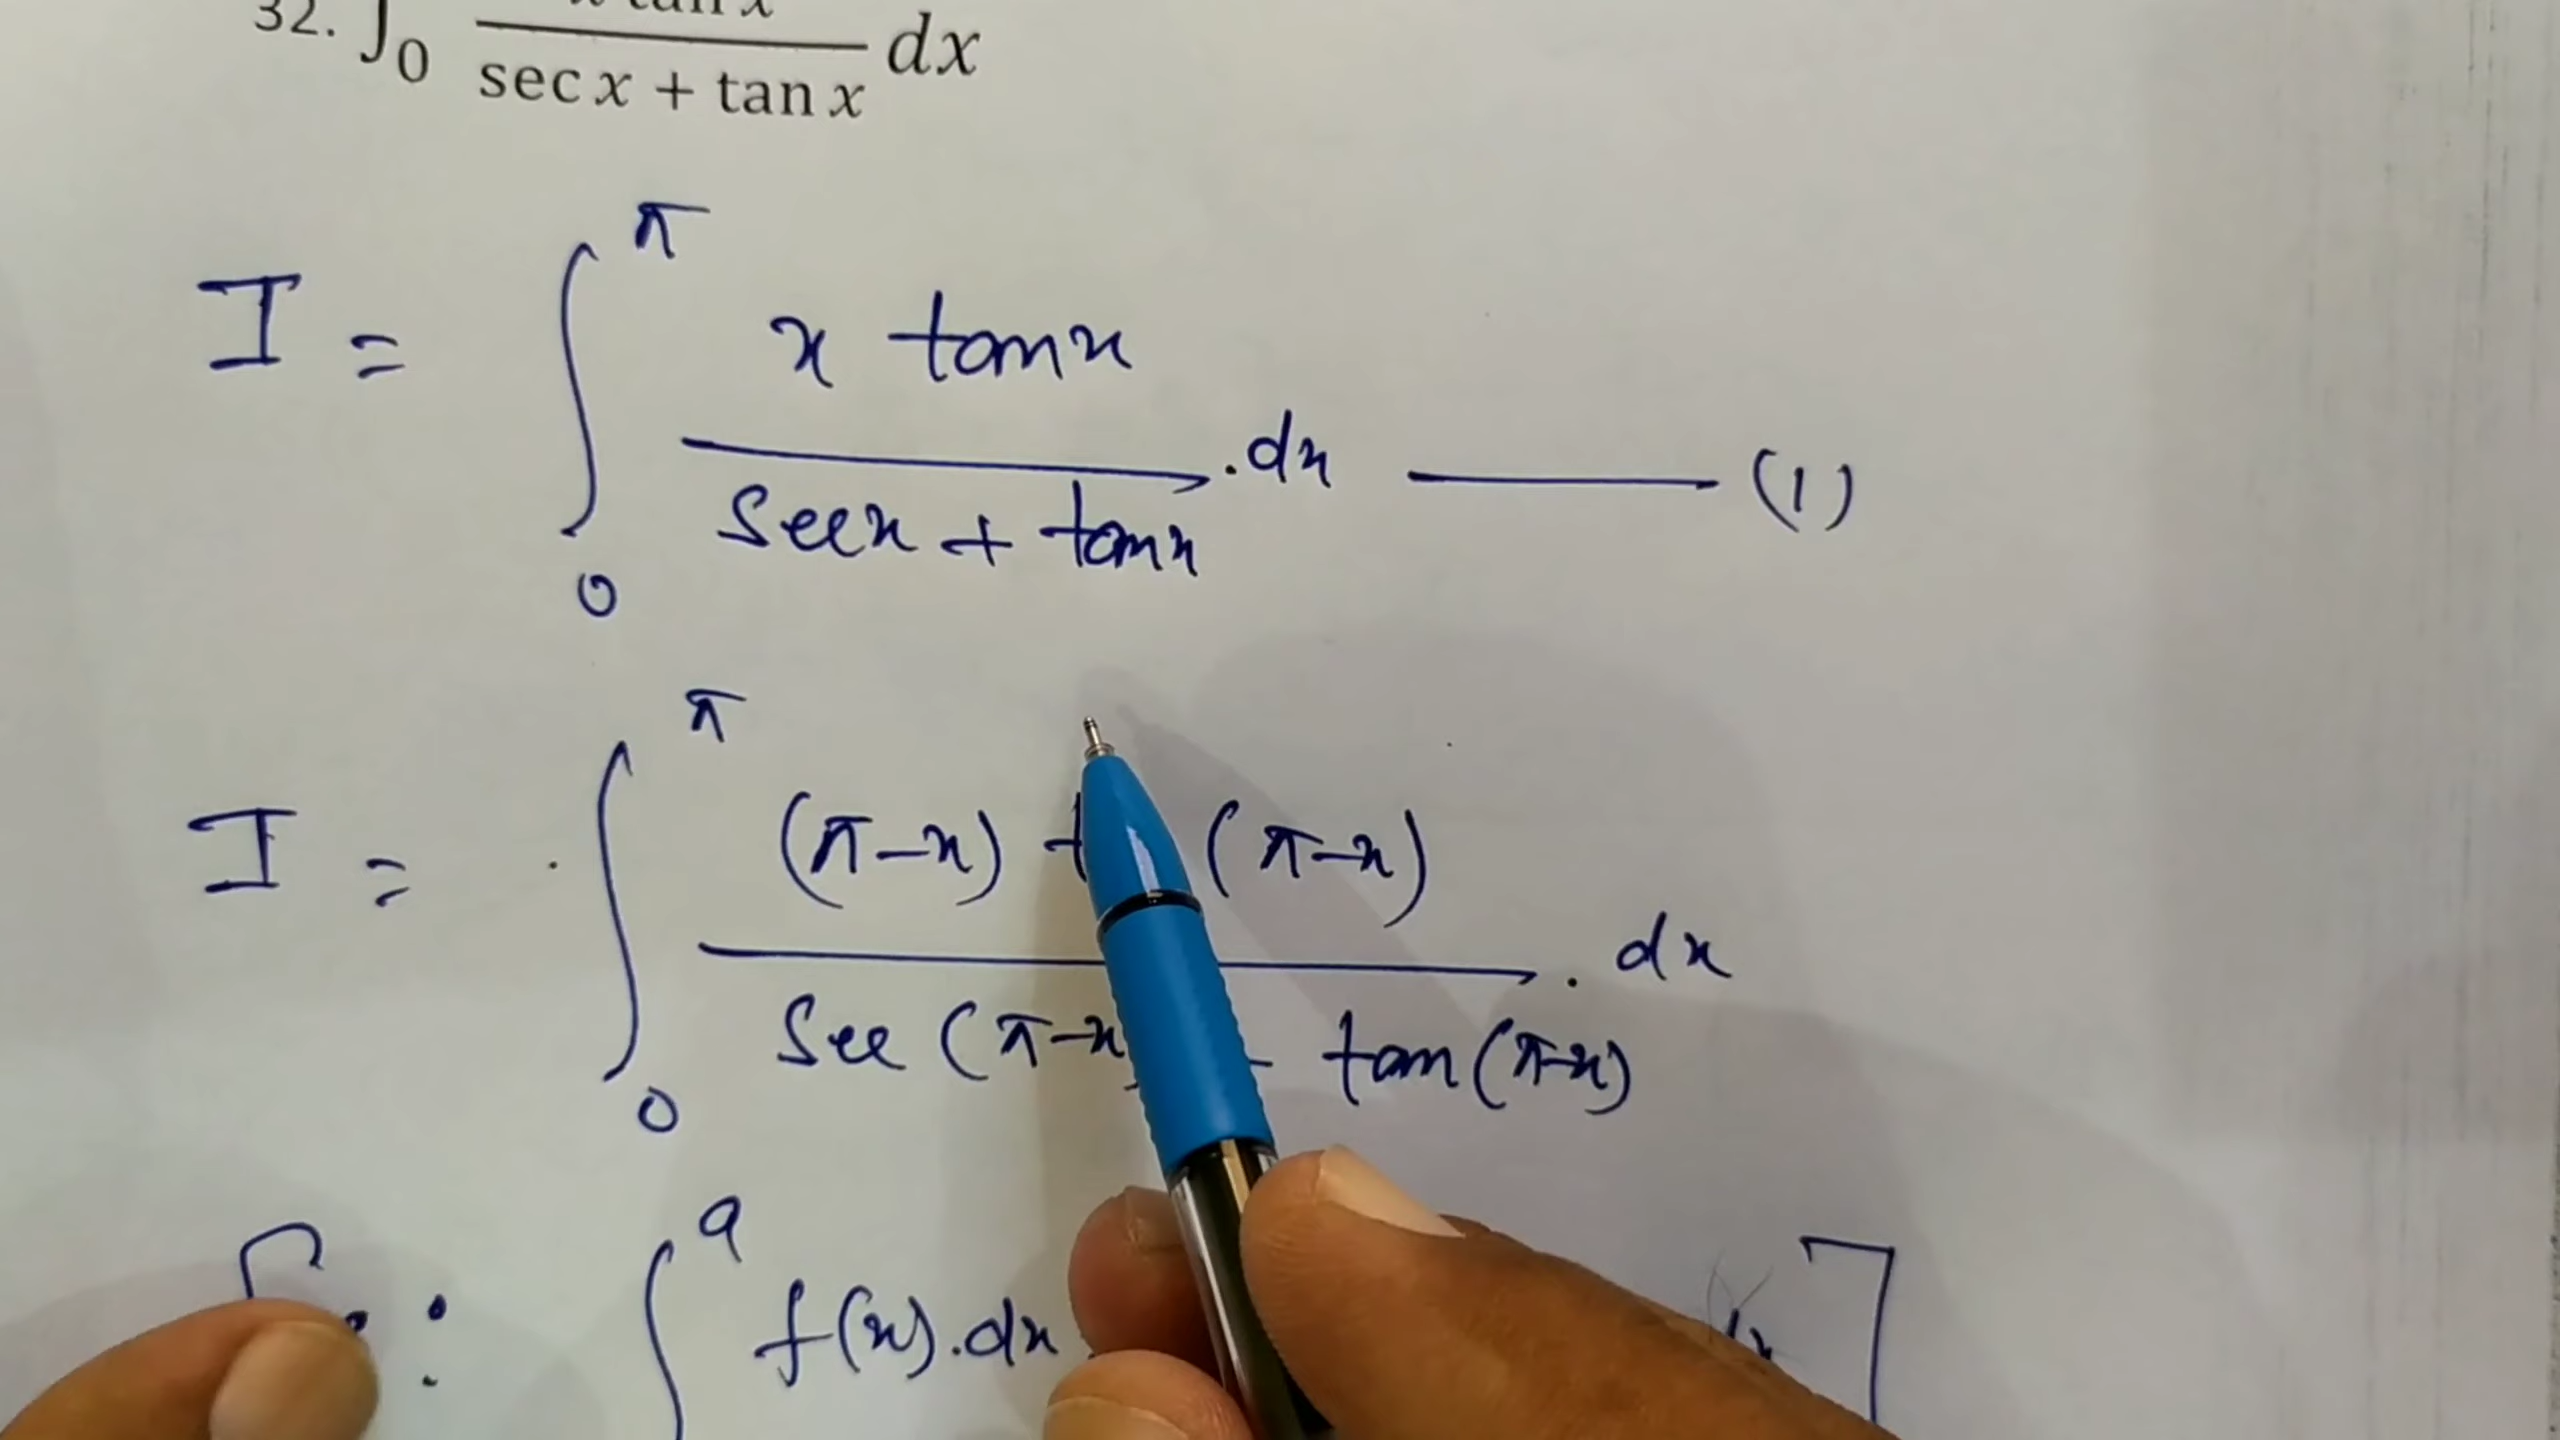 32. ∫₀ x tan x / sec x + tan x dx
I = ∫₀^π x tan x / sec x + tan x . dx —— (1)
I = ∫₀^π (π-x) (π-x) / sec (π-x) tan (π-x) . dx
∵ ∫^a f(x).dx ]